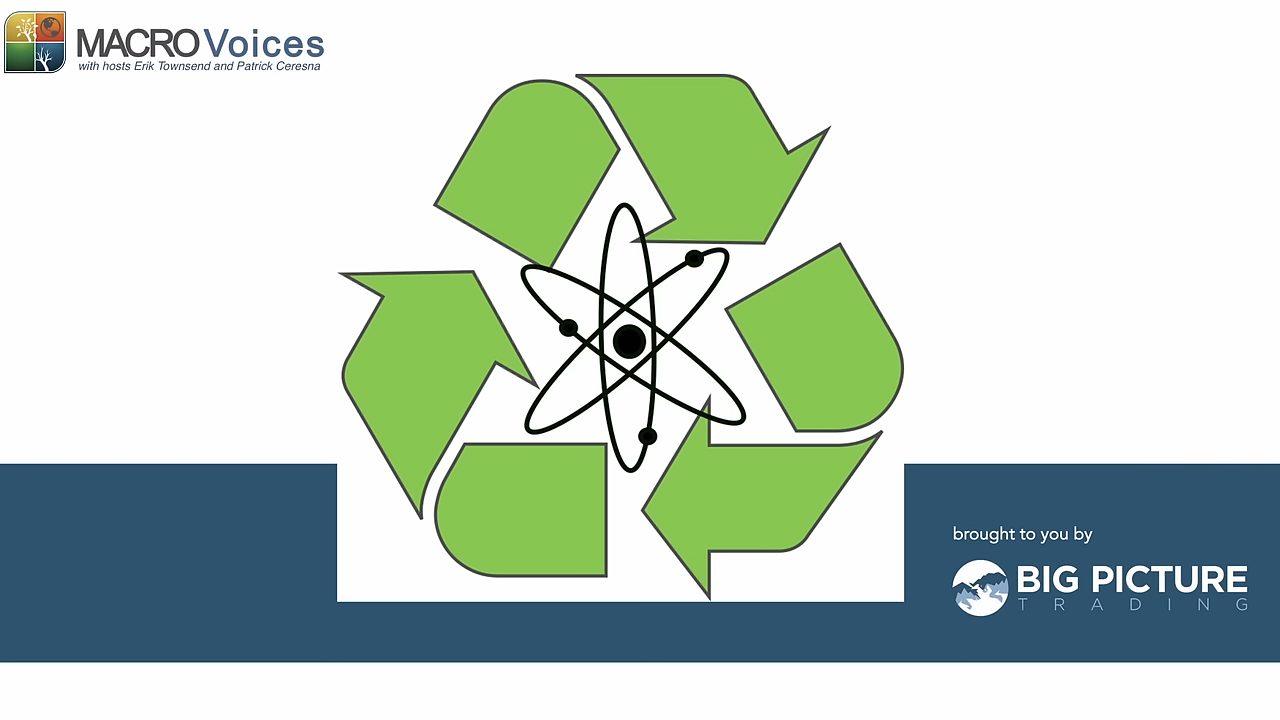 MACRO Voices
with hosts Erik Townsend and Patrick Ceresna
brought to you by
BIG PICTURE
TRADING